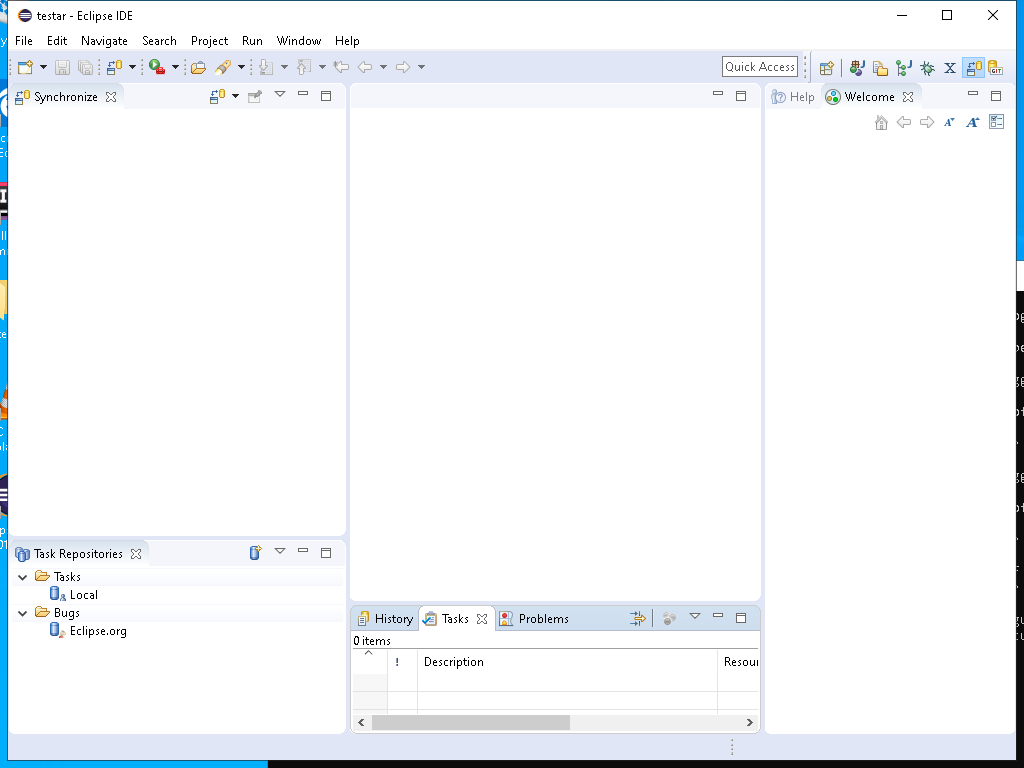 testar - Eclipse IDE
File Edit Navigate Search Project Run Window Help
Quick Access
Synchronize
Help Welcome
Task Repositories
Tasks
Local
Bugs
Eclipse.org
History Tasks Problems
0 items
! Description